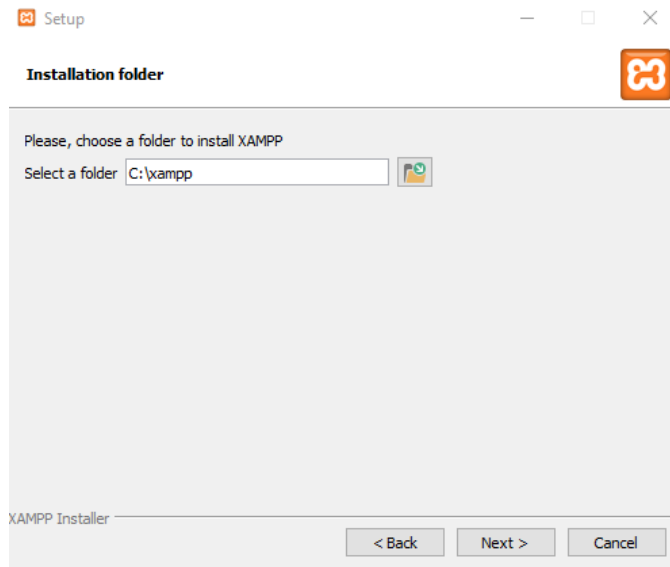 Setup
Installation folder
Please, choose a folder to install XAMPP
Select a folder C:\xampp
XAMPP Installer
< Back Next > Cancel